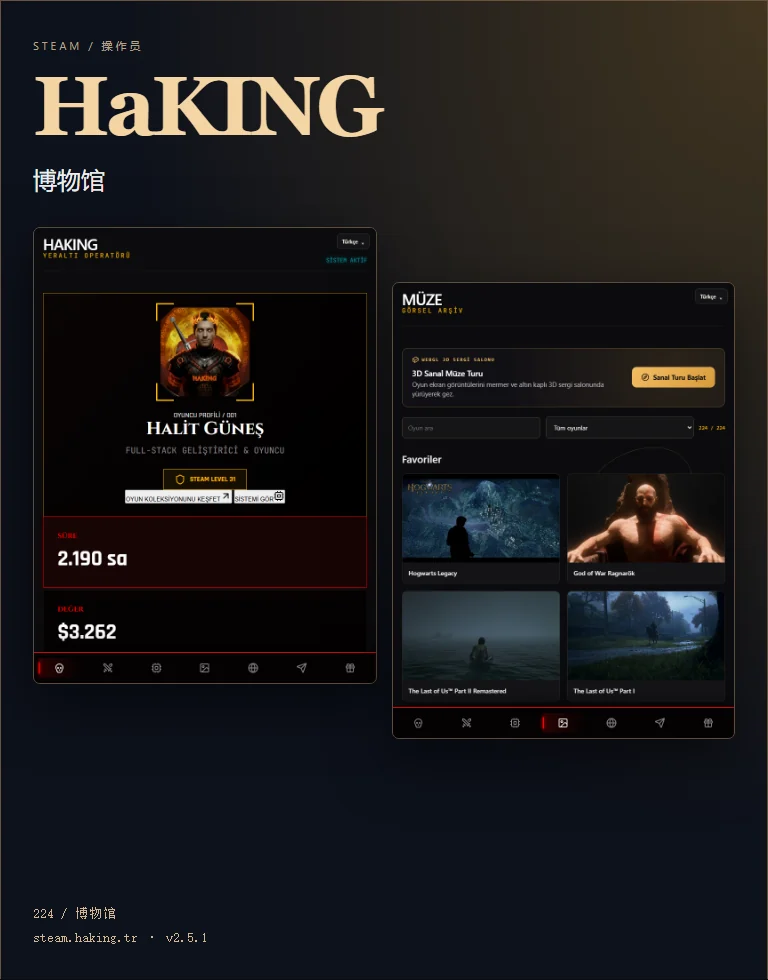 STEAM / 操作员
HaKING
博物馆
HAKING
YERALTI OPERATÖRÜ
Türkçe
SİSTEM AKTİF
HAKING
OYUNCU PROFİLİ / 001
HALİT GÜNEŞ
FULL-STACK GELİŞTİRİCİ & OYUNCU
STEAM LEVEL 31
OYUN KOLEKSİYONUNU KEŞFET
SİSTEMİ GÖR
SÜRE
2.190 sa
DEĞER
$3.262
MÜZE
GÖRSEL ARŞİV
Türkçe
WEBGL 3D SERGİ SALONU
3D Sanal Müze Turu
Oyun ekran görüntülerini mermer ve altın kaplı 3D sergi salonunda
yürüyerek gez.
Sanal Turu Başlat
Oyun ara
Tüm oyunlar
224 / 224
Favoriler
HOGWARTS
Hogwarts Legacy
God of War Ragnarök
The Last of Us™ Part II Remastered
The Last of Us™ Part I
224 / 博物馆
steam.haking.tr · v2.5.1